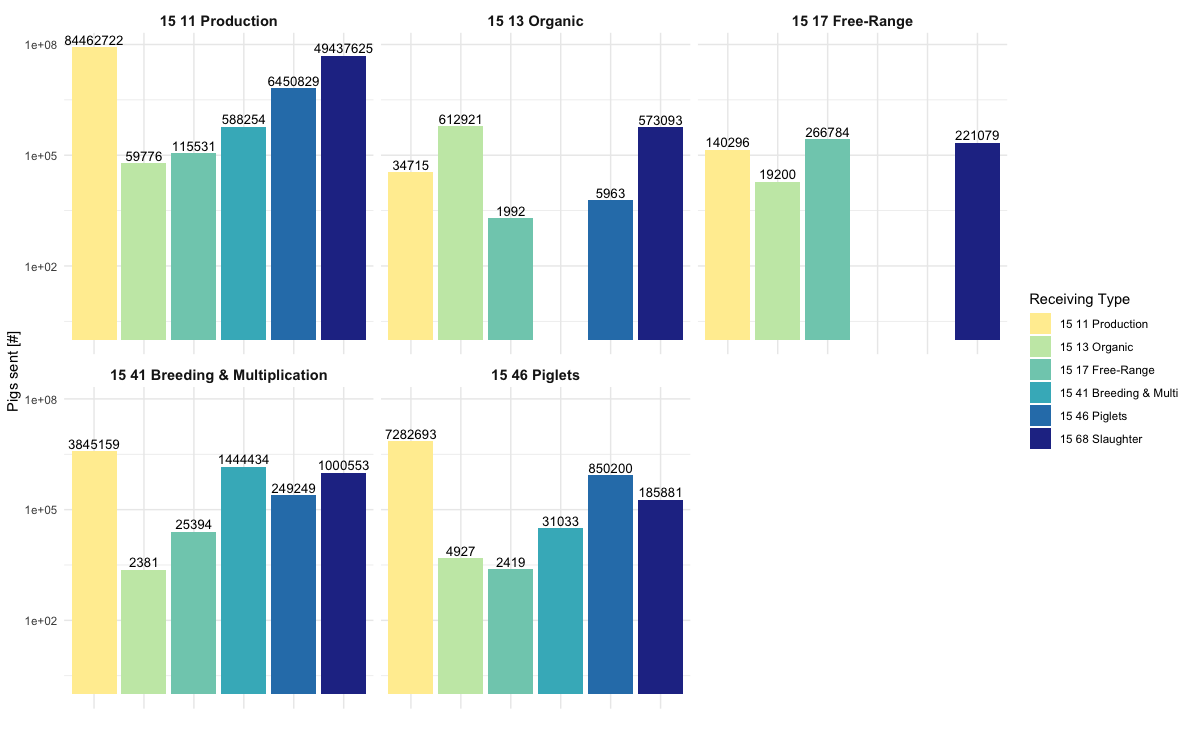 15 11 Production
15 13 Organic
15 17 Free-Range
1e+08
1e+05
1e+02
84462722
59776
115531
588254
6450829
49437625
34715
612921
1992
5963
573093
140296
19200
266784
221079
Pigs sent [#]
15 41 Breeding & Multiplication
15 46 Piglets
1e+08
1e+05
1e+02
3845159
2381
25394
1444434
249249
1000553
7282693
4927
2419
31033
850200
185881
Receiving Type
15 11 Production
15 13 Organic
15 17 Free-Range
15 41 Breeding & Multi
15 46 Piglets
15 68 Slaughter